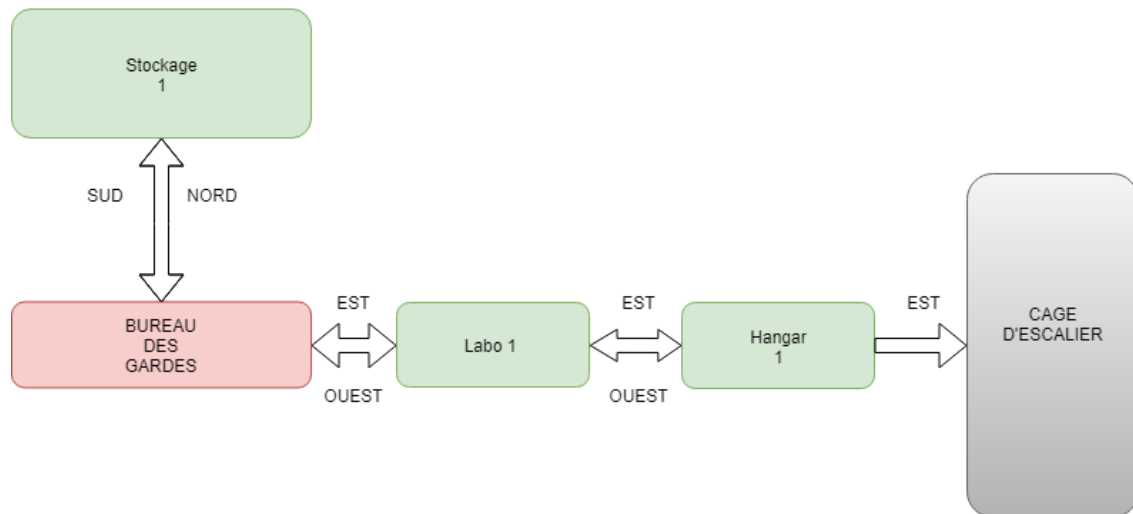 Stockage
1
SUD
NORD
BUREAU
DES
GARDES
EST
OUEST
Labo 1
EST
OUEST
Hangar
1
EST
CAGE
D'ESCALIER